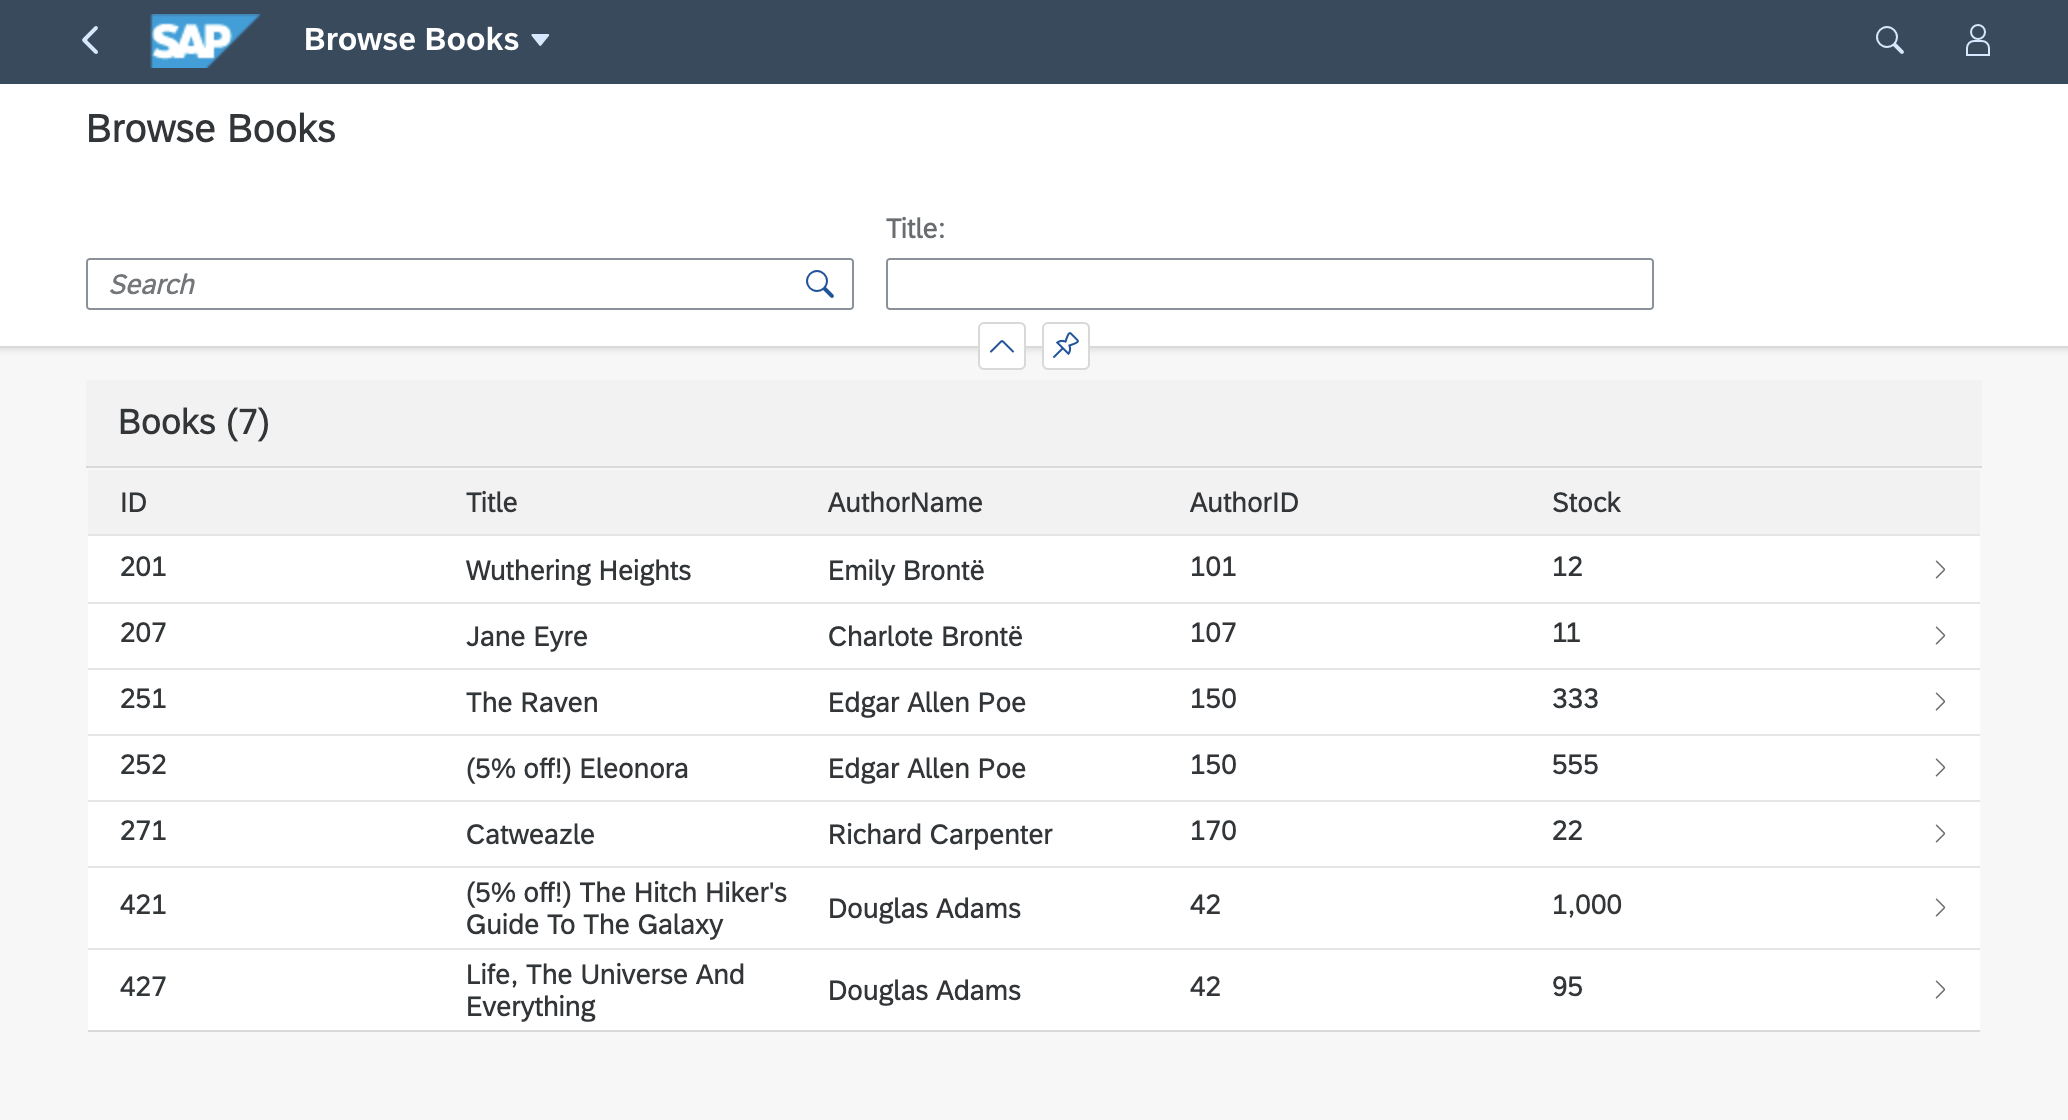 SAP Browse Books
Browse Books
Title:
Search
Books (7)
ID Title AuthorName AuthorID Stock
201 Wuthering Heights Emily Brontë 101 12
207 Jane Eyre Charlote Brontë 107 11
251 The Raven Edgar Allen Poe 150 333
252 (5% off!) Eleonora Edgar Allen Poe 150 555
271 Catweazle Richard Carpenter 170 22
421 (5% off!) The Hitch Hiker's
Guide To The Galaxy Douglas Adams 42 1,000
427 Life, The Universe And
Everything Douglas Adams 42 95